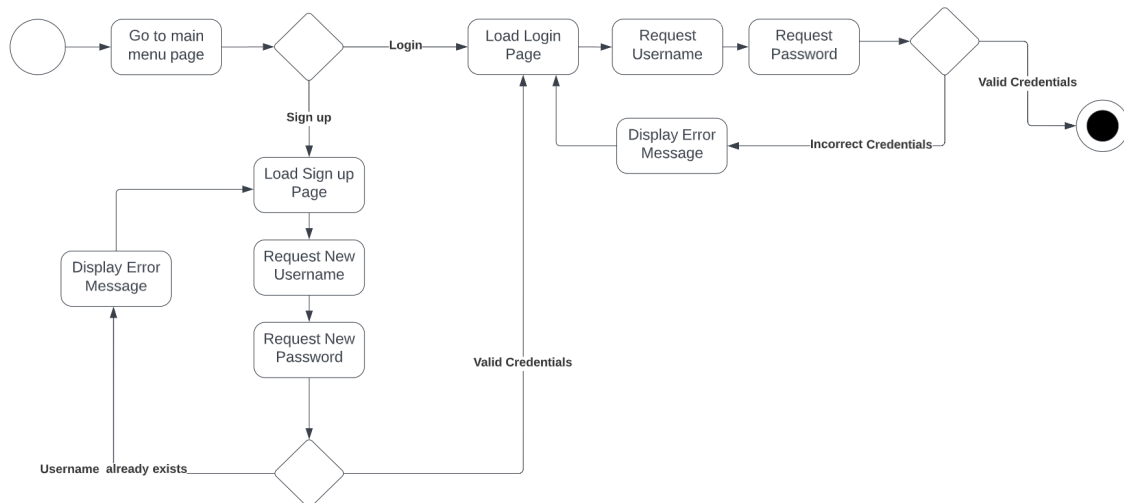 Go to main
menu page
Login
Load Login
Page
Request
Username
Request
Password
Valid Credentials
Sign up
Display Error
Message
Incorrect Credentials
Load Sign up
Page
Request New
Username
Display Error
Message
Request New
Password
Valid Credentials
Username already exists